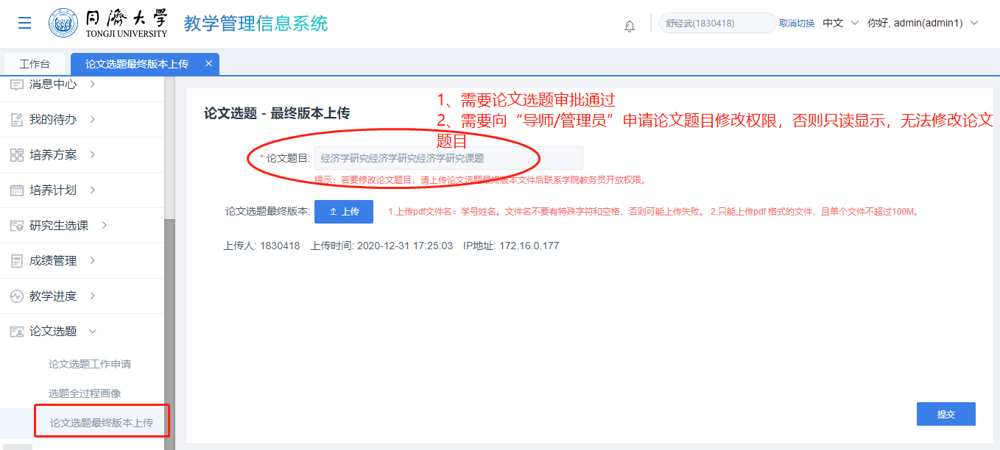 同濟大学
TONGJI UNIVERSITY
教学管理信息系统
舒经武(1830418)
取消切换
中文
你好, admin(admin1)
工作台
论文选题最终版本上传 ×
消息中心
我的待办
培养方案
培养计划
研究生选课
成绩管理
教学进度
论文选题
论文选题工作申请
选题全过程画像
论文选题最终版本上传
论文选题 - 最终版本上传
1、需要论文选题审批通过
2、需要向“导师/管理员”申请论文题目修改权限，否则只读显示，无法修改论文
题目
* 论文题目: 经济学研究经济学研究经济学研究课题
提示：若要修改论文题目，请上传论文选题最终版本文件后联系学院教务员开放权限。
论文选题最终版本: 上传 1.上传pdf文件名：学号姓名。文件名不要有特殊字符和空格，否则可能上传失败。 2.只能上传pdf 格式的文件，且单个文件不超过100M。
上传人: 1830418 上传时间: 2020-12-31 17:25:03 IP地址: 172.16.0.177
提交